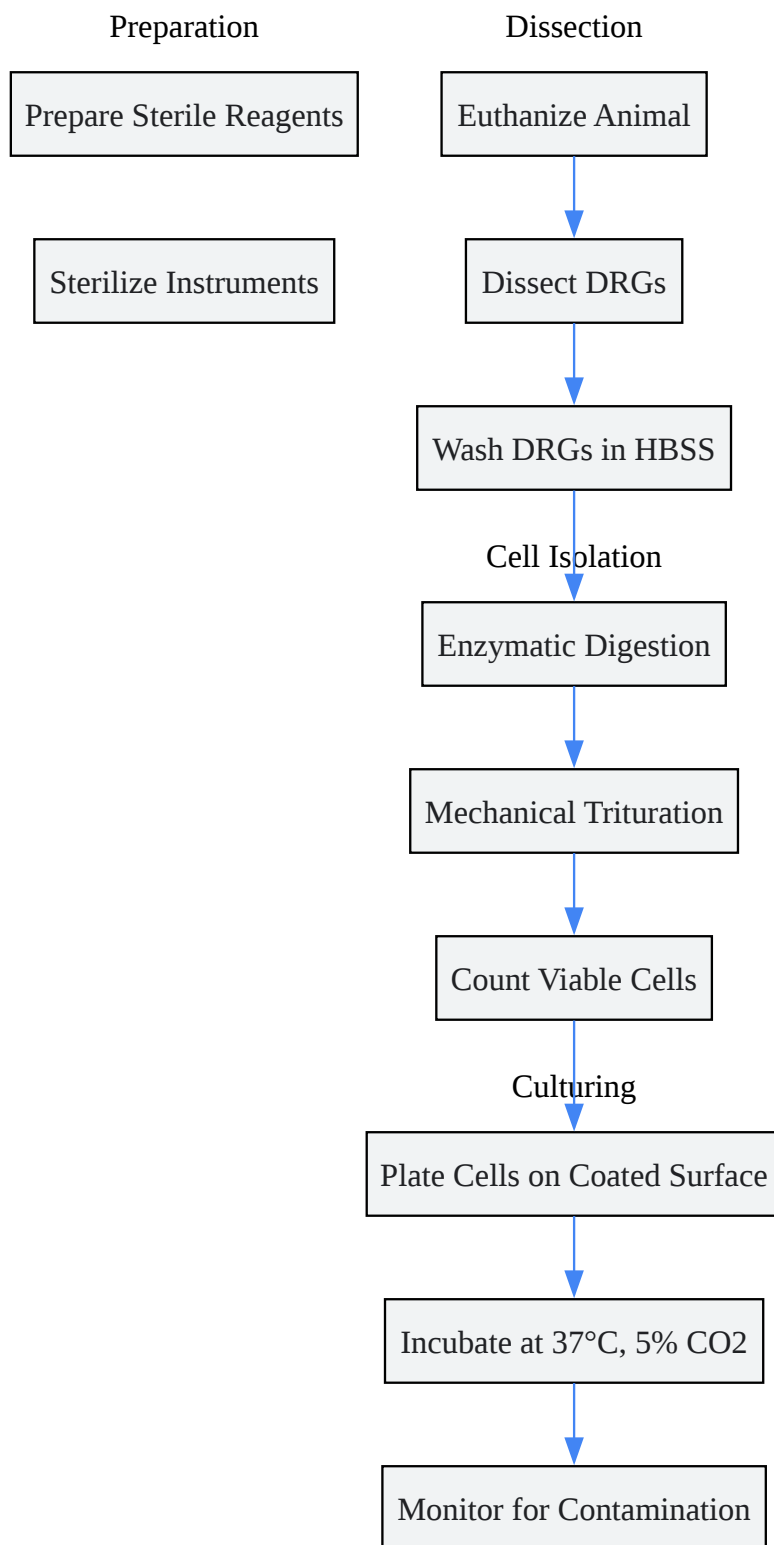 Preparation
Dissection
Prepare Sterile Reagents
Euthanize Animal
Sterilize Instruments
Dissect DRGs
Wash DRGs in HBSS
Cell Isolation
Enzymatic Digestion
Mechanical Trituration
Count Viable Cells
Culturing
Plate Cells on Coated Surface
Incubate at 37°C, 5% CO2
Monitor for Contamination